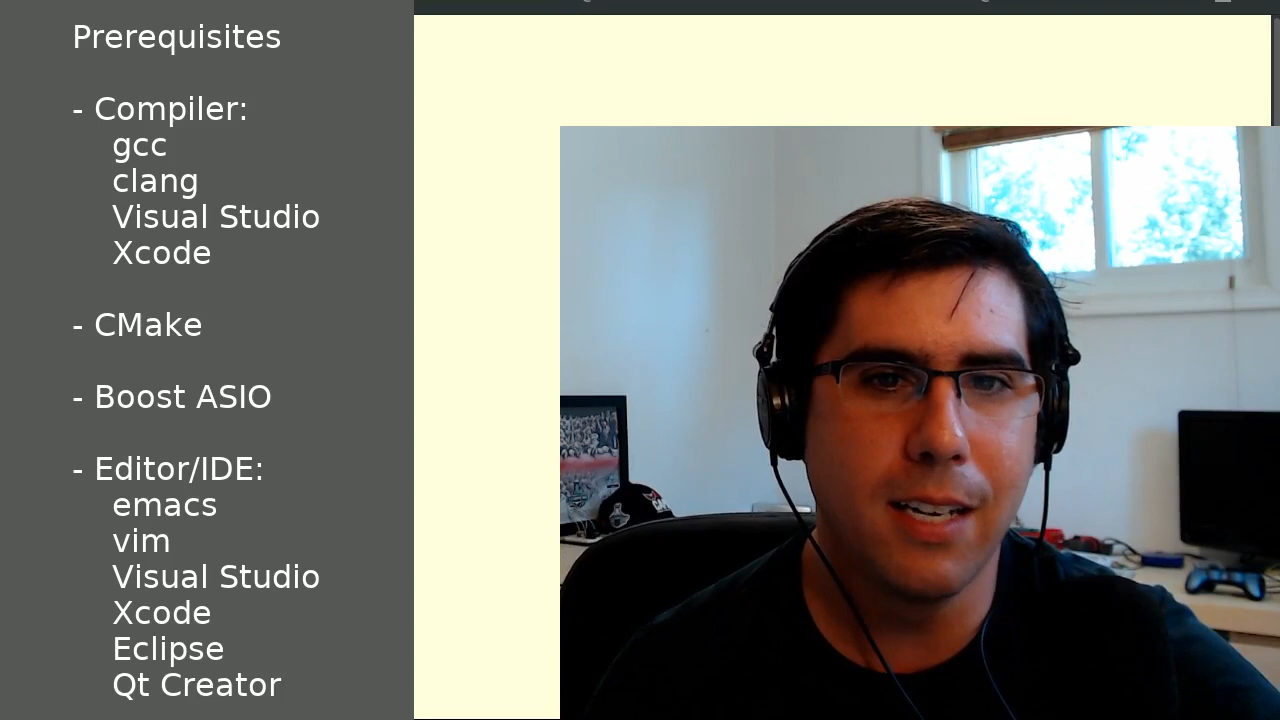 Prerequisites
- Compiler:
gcc
clang
Visual Studio
Xcode
- CMake
- Boost ASIO
- Editor/IDE:
emacs
vim
Visual Studio
Xcode
Eclipse
Qt Creator